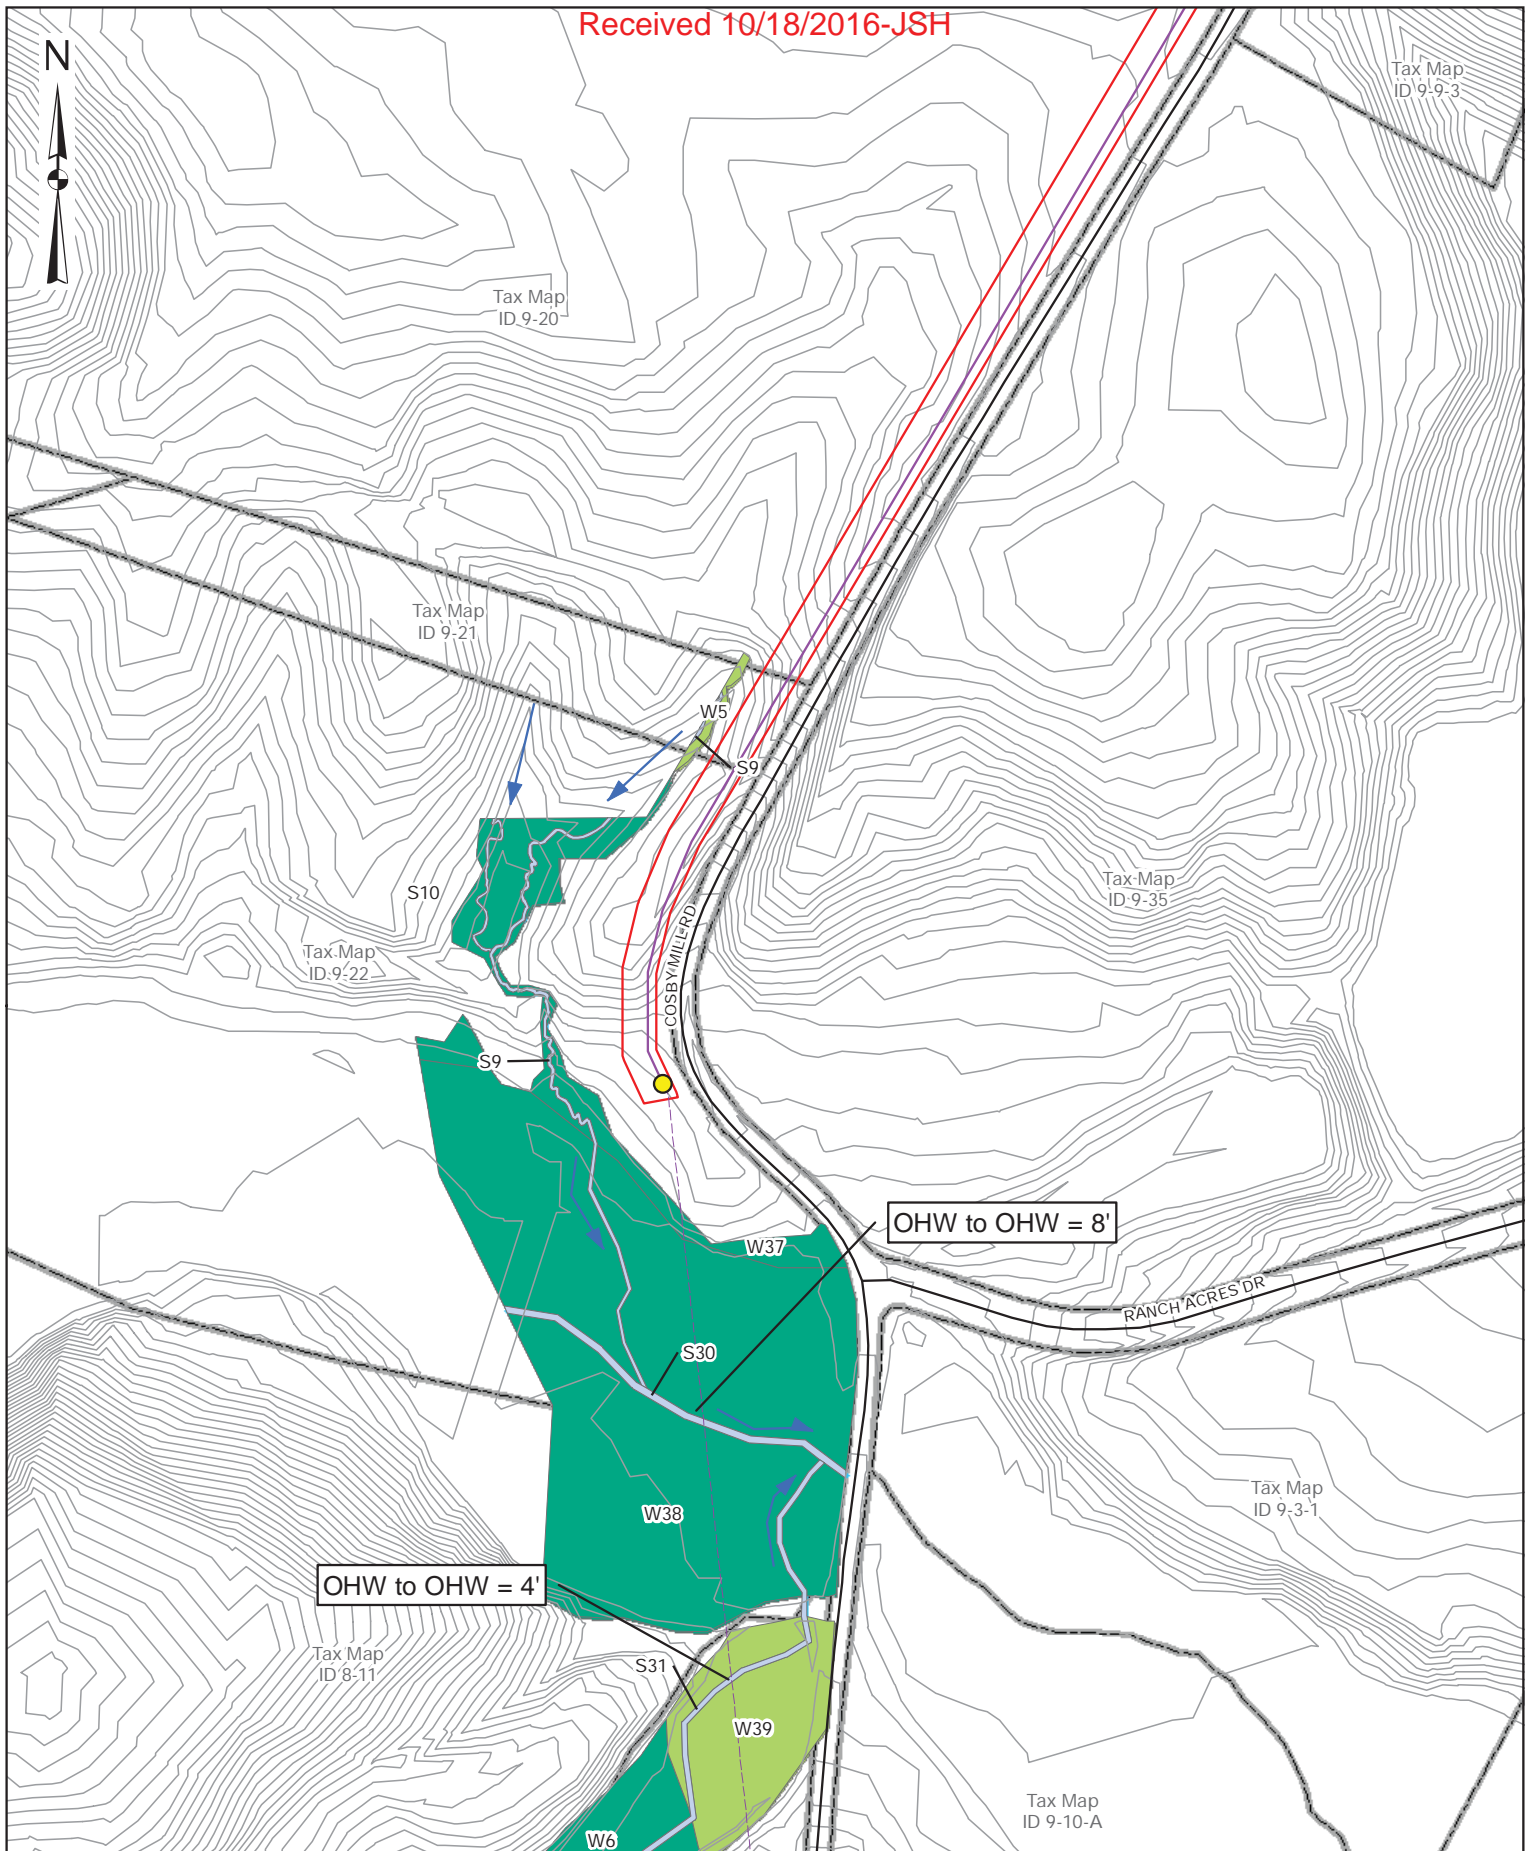 Received 10/18/2016-JSH
N
Tax Map
ID 9-9-3
Tax Map
ID 9-20
Tax Map
ID 9-21
W5
S9
S10
Tax Map
ID 9-35
Tax Map
ID 9-22
COSBY MILL RD
S9
OHW to OHW = 8'
W37
RANCH ACRES DR
S30
Tax Map
ID 9-3-1
W38
OHW to OHW = 4'
Tax Map
ID 8-11
S31
W39
Tax Map
ID 9-10-A
W6